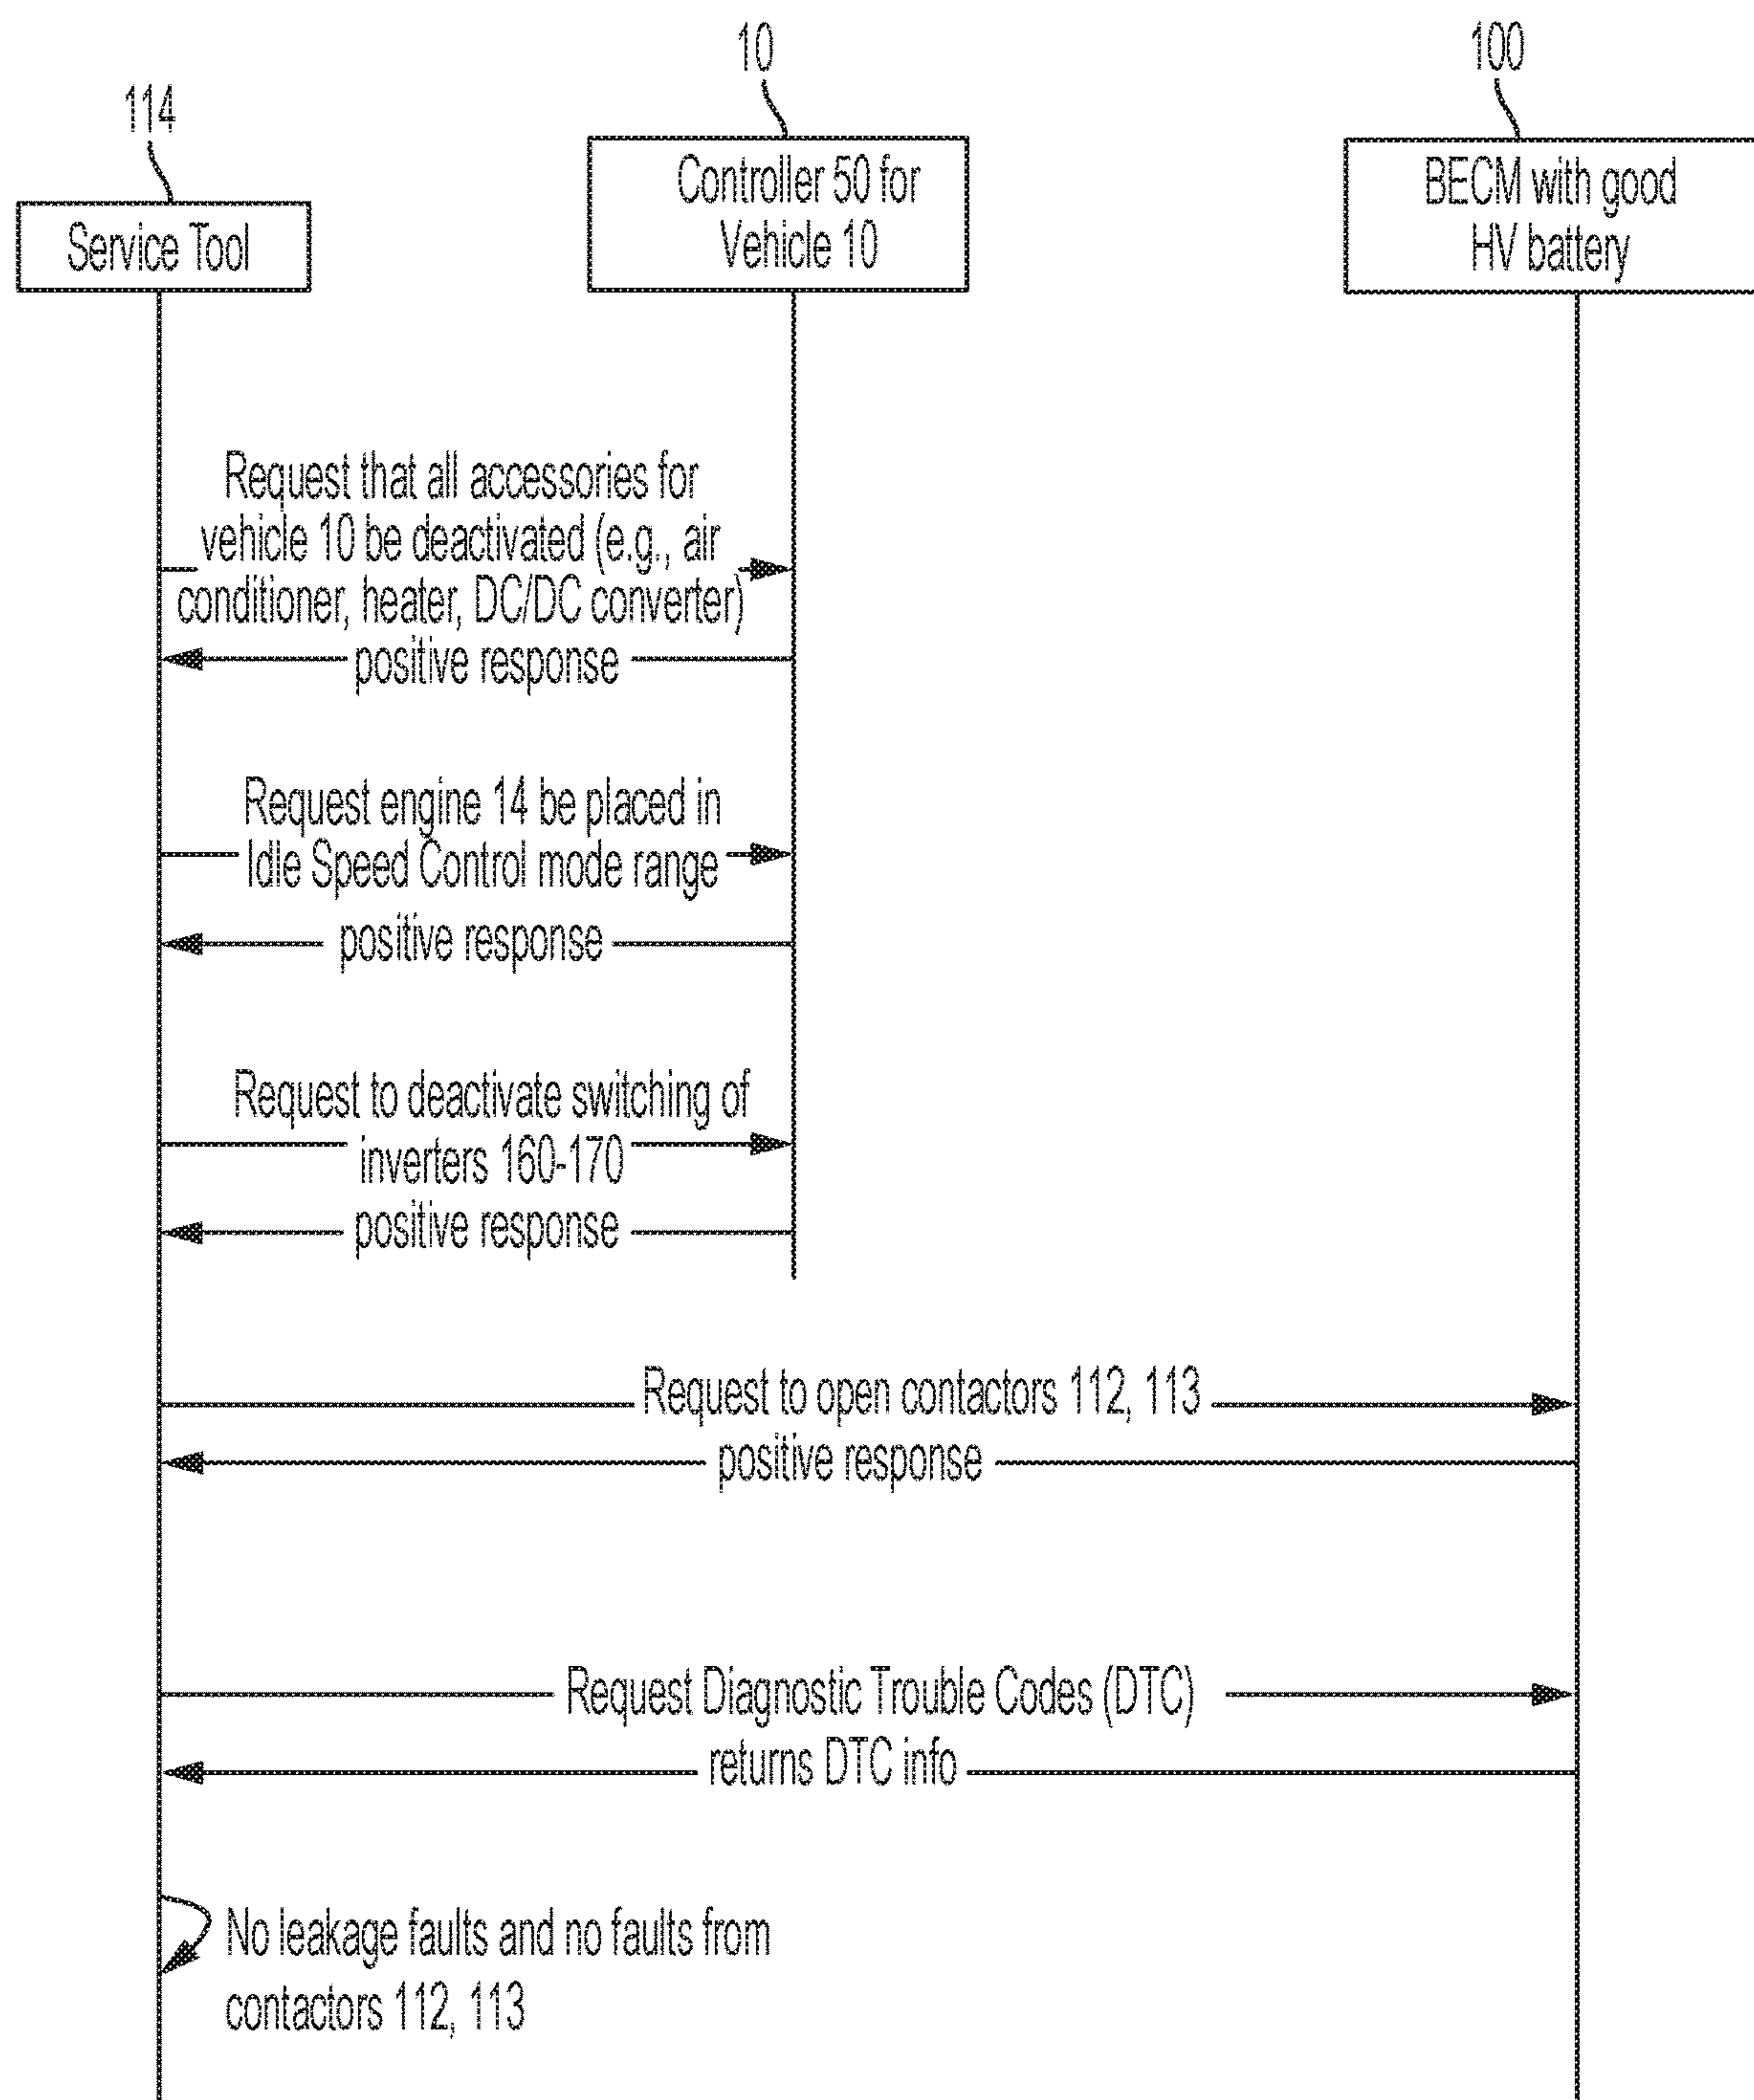 114
10
100
Service Tool
Controller 50 for
Vehicle 10
BECM with good
HV battery
Request that all accessories for
vehicle 10 be deactivated (e.g., air
conditioner, heater, DC/DC converter)
positive response
Request engine 14 be placed in
Idle Speed Control mode range
positive response
Request to deactivate switching of
inverters 160-170
positive response
Request to open contactors 112, 113
positive response
Request Diagnostic Trouble Codes (DTC)
returns DTC info
No leakage faults and no faults from
contactors 112, 113